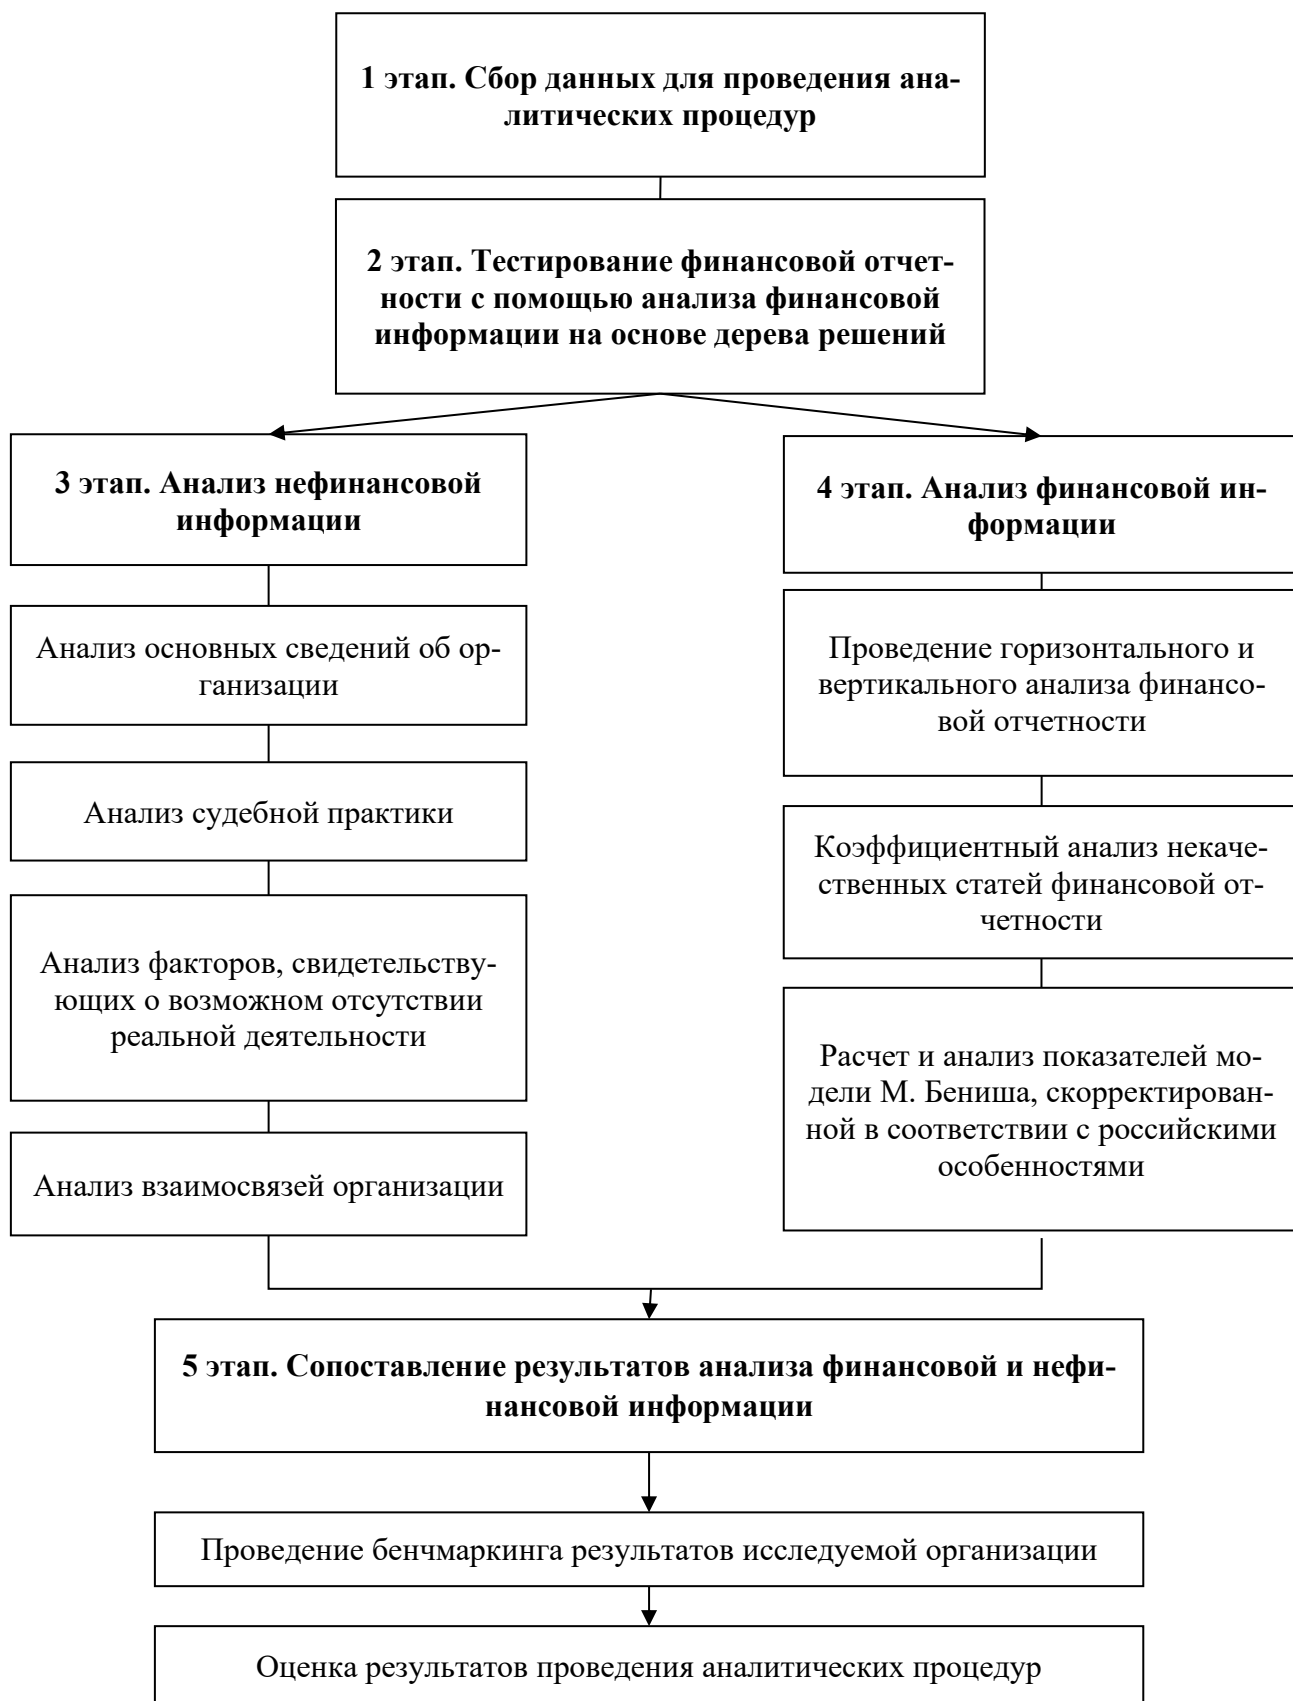 1 этап. Сбор данных для проведения ана-
литических процедур
2 этап. Тестирование финансовой отчет-
ности с помощью анализа финансовой
информации на основе дерева решений
3 этап. Анализ нефинансовой
информации
Анализ основных сведений об ор-
ганизации
Анализ судебной практики
Анализ факторов, свидетельству-
ющих о возможном отсутствии
реальной деятельности
Анализ взаимосвязей организации
4 этап. Анализ финансовой ин-
формации
Проведение горизонтального и
вертикального анализа финансо-
вой отчетности
Коэффициентный анализ некаче-
ственных статей финансовой от-
четности
Расчет и анализ показателей мо-
дели М. Бениша, скорректирован-
ной в соответствии с российскими
особенностями
5 этап. Сопоставление результатов анализа финансовой и нефи-
нансовой информации
Проведение бенчмаркинга результатов исследуемой организации
Оценка результатов проведения аналитических процедур